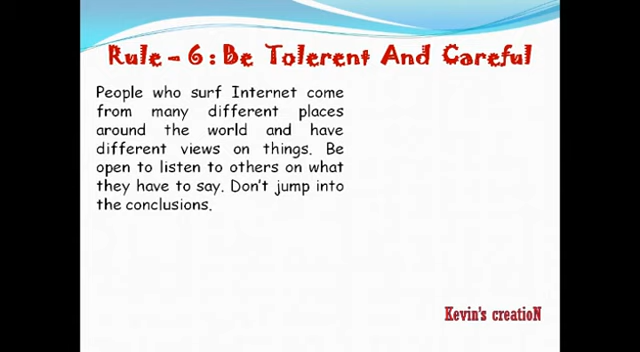 Rule – 6 : Be Tolerent And Careful
People who surf Internet come
from many different places
around the world and have
different views on things. Be
open to listen to others on what
they have to say. Don't jump into
the conclusions.
Kevin's creatioN